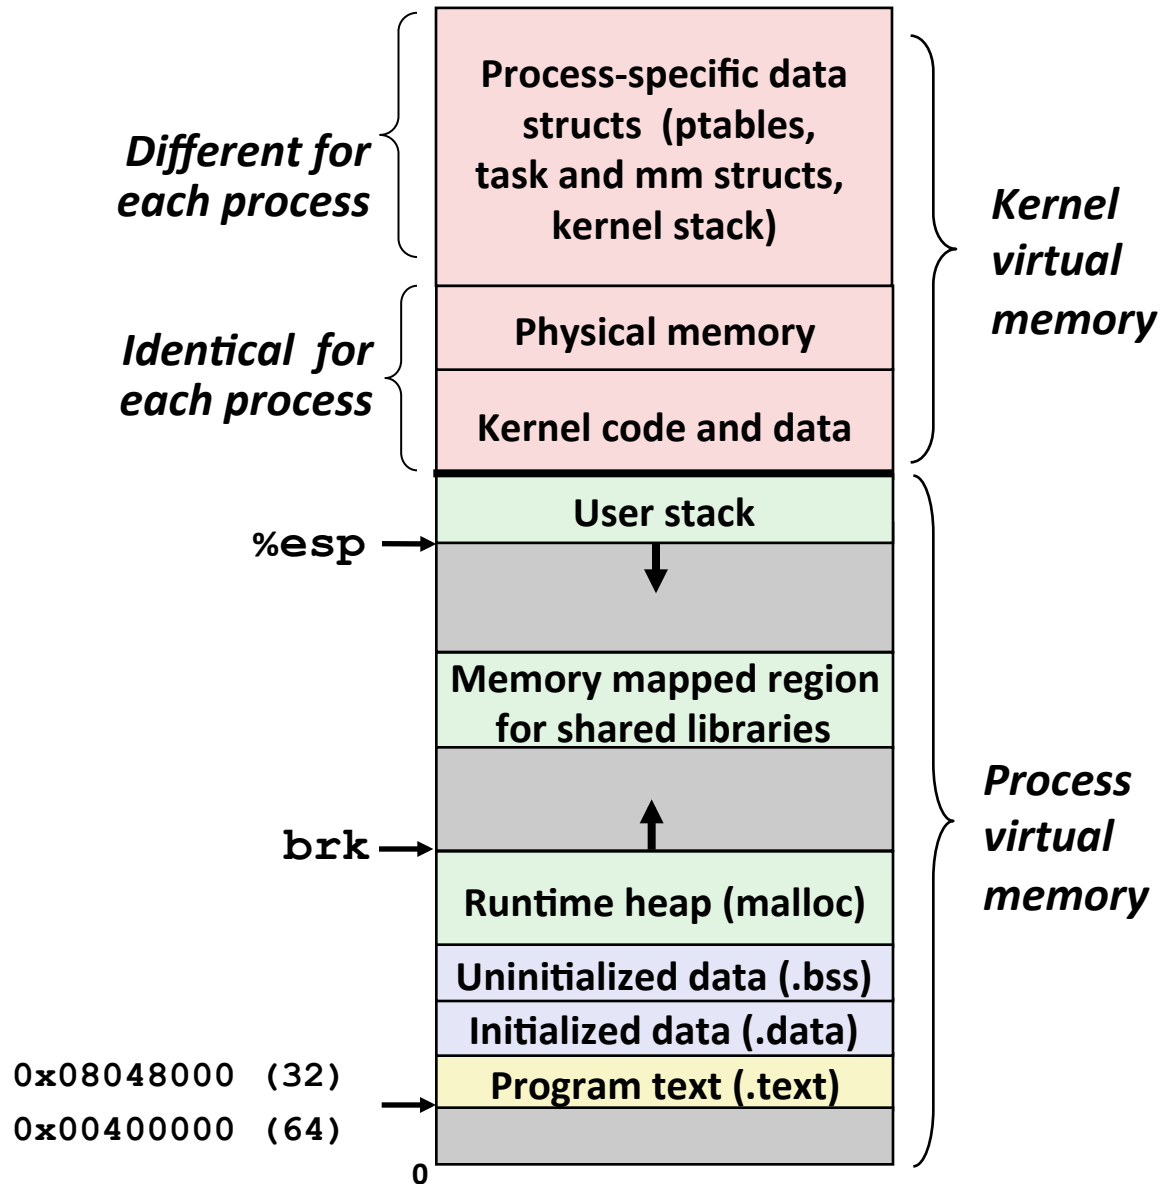 Process-specific data
structs (ptables,
task and mm structs,
kernel stack)
Different for
each process
Kernel
virtual
memory
Physical memory
Identical for
each process
Kernel code and data
User stack
%esp
Memory mapped region
for shared libraries
Process
virtual
memory
brk
Runtime heap (malloc)
Uninitialized data (.bss)
Initialized data (.data)
0x08048000 (32)
Program text (.text)
0x00400000 (64)
0